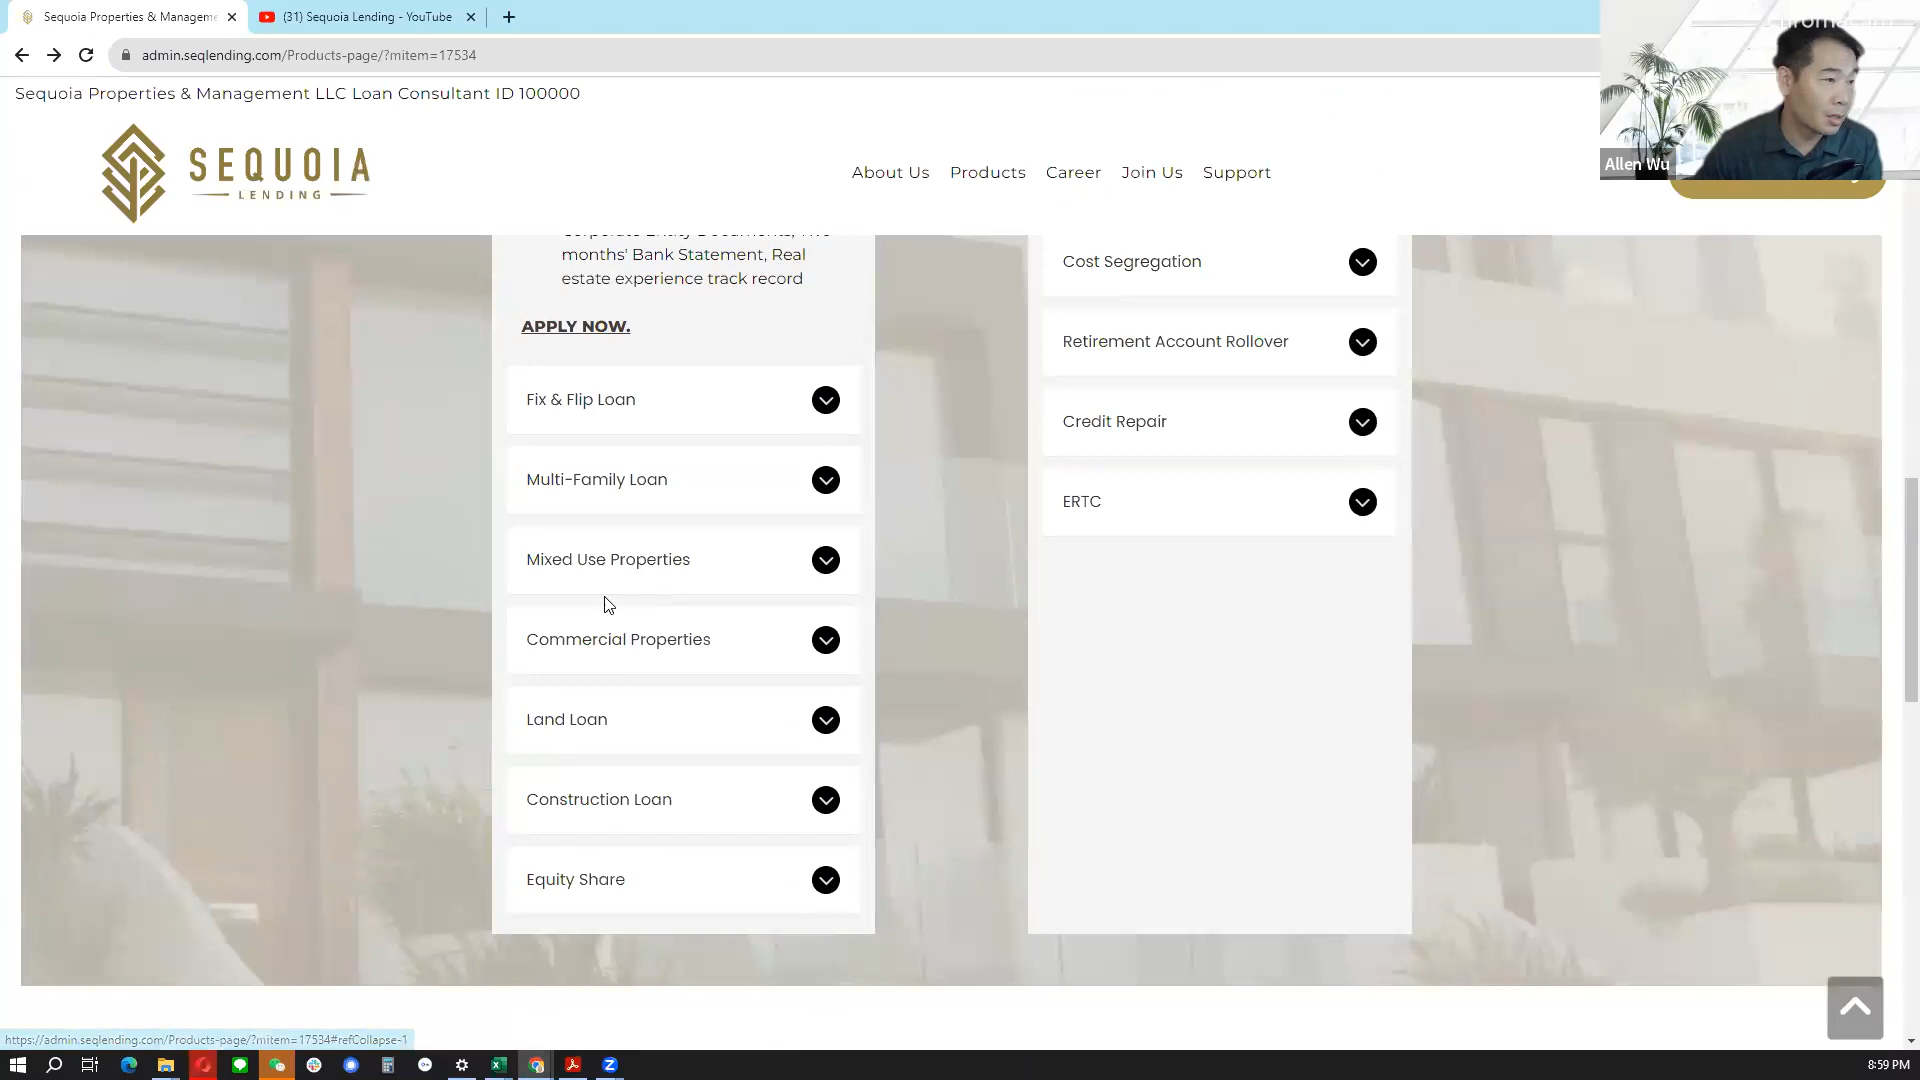 Sequoia Properties & Manageme
(31) Sequoia Lending - YouTube
admin.seqlending.com/Products-page/?mitem=17534
Sequoia Properties & Management LLC Loan Consultant ID 100000
Allen Wu
SEQUOIA
LENDING
About Us
Products
Career
Join Us
Support
months' Bank Statement, Real
estate experience track record
APPLY NOW.
Fix & Flip Loan
Multi-Family Loan
Mixed Use Properties
Commercial Properties
Land Loan
Construction Loan
Equity Share
Cost Segregation
Retirement Account Rollover
Credit Repair
ERTC
https://admin.seqlending.com/Products-page/?mitem=17534#refCollapse-1
8:59 PM